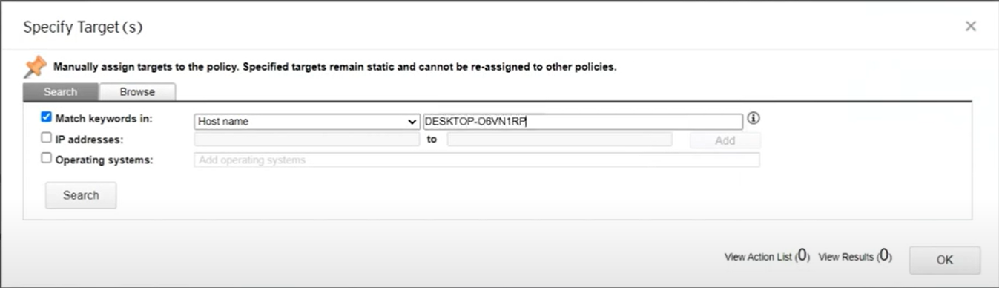 Specify Target(s)
Manually assign targets to the policy. Specified targets remain static and cannot be re-assigned to other policies.
Search Browse
Match keywords in: Host name DESKTOP-O6VN1RP
IP addresses: to Add
Operating systems: Add operating systems
Search
View Action List (0) View Results (0) OK